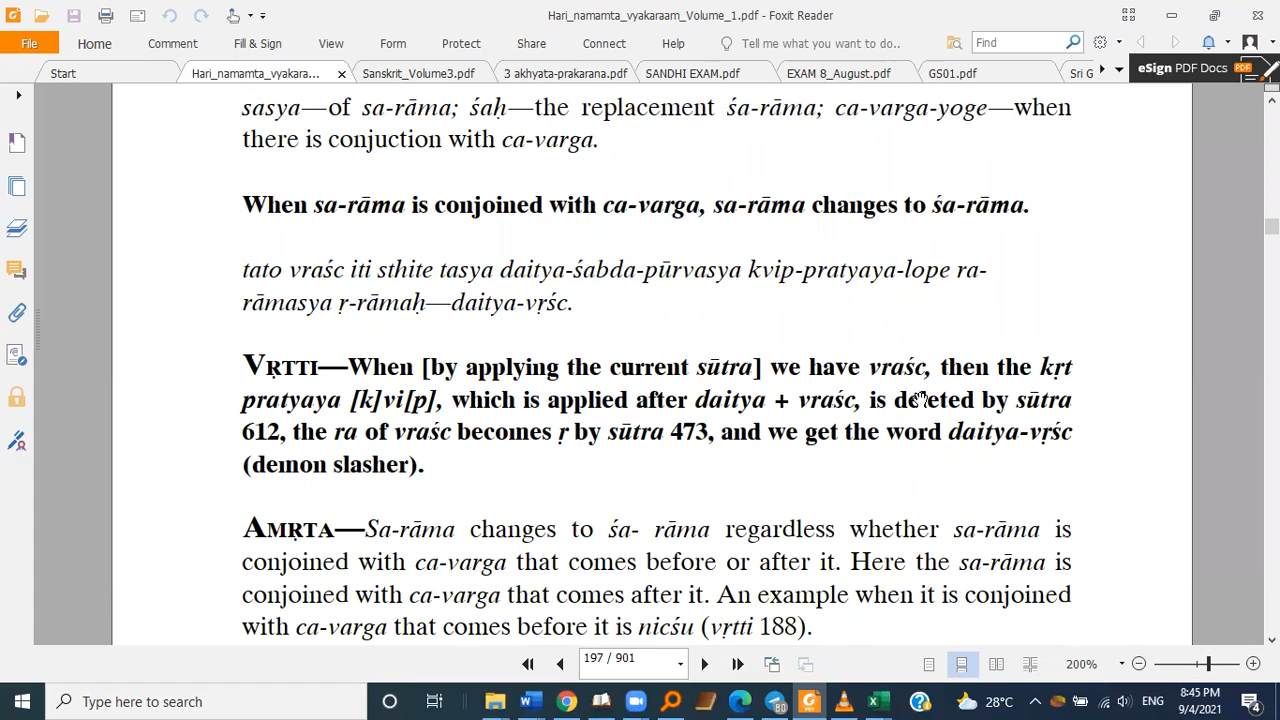 Hari_namamta_vyakaraam_Volume_1.pdf - Foxit Reader
File Home Comment Fill & Sign View Form Protect Share Connect Help Tell me what you want to do.. Find
Start Hari_namamta_vyakara... Sanskrit_Volume3.pdf 3 akhyata-prakarana.pdf SANDHI EXAM.pdf EXAM 8_August.pdf GS01.pdf Sri G eSign PDF Docs PDF
sasya—of sa-rāma; śaḥ—the replacement śa-rāma; ca-varga-yoge—when
there is conjuction with ca-varga.
When sa-rāma is conjoined with ca-varga, sa-rāma changes to śa-rāma.
tato vraśc iti sthite tasya daitya-śabda-pūrvasya kvip-pratyaya-lope ra-
rāmasya ṛ-rāmaḥ—daitya-vṛśc.
VṚTTI—When [by applying the current sūtra] we have vraśc, then the kṛt
pratyaya [k]vi[p], which is applied after daitya + vraśc, is deleted by sūtra
612, the ra of vraśc becomes ṛ by sūtra 473, and we get the word daitya-vṛśc
(demon slasher).
AMṚTA—Sa-rāma changes to śa- rāma regardless whether sa-rāma is
conjoined with ca-varga that comes before or after it. Here the sa-rāma is
conjoined with ca-varga that comes after it. An example when it is conjoined
with ca-varga that comes before it is nicśu (vṛtti 188).
197 / 901 200%
Type here to search 80 28°C ENG 8:45 PM
9/4/2021 4